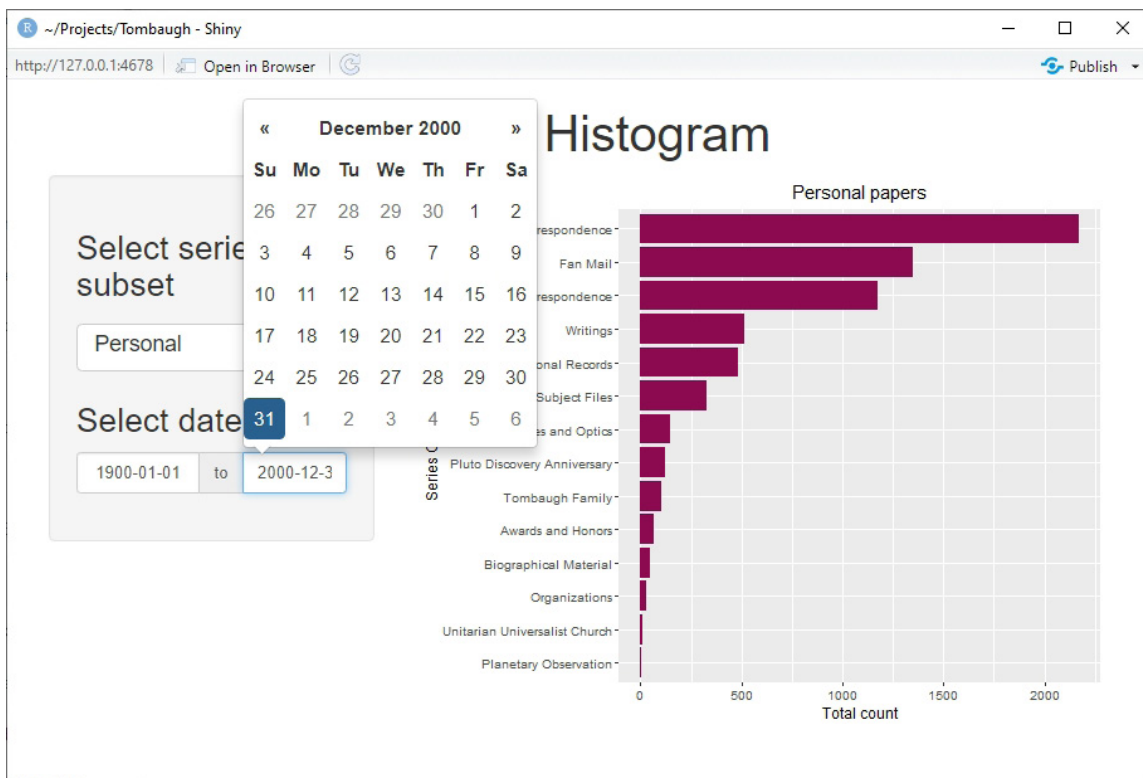 ~/Projects/Tombaugh - Shiny
http://127.0.0.1:4678 Open in Browser Publish
Histogram
« December 2000 »
Su Mo Tu We Th Fr Sa
26 27 28 29 30 1 2
3 4 5 6 7 8 9
10 11 12 13 14 15 16
17 18 19 20 21 22 23
24 25 26 27 28 29 30
31 1 2 3 4 5 6
Select serie
subset
Personal
Select date
1900-01-01 to 2000-12-3
Personal papers
respondence
Fan Mail
respondence
Writings
onal Records
Subject Files
es and Optics
Pluto Discovery Anniversary
Tombaugh Family
Awards and Honors
Biographical Material
Organizations
Unitarian Universalist Church
Planetary Observation
Series
0 500 1000 1500 2000
Total count